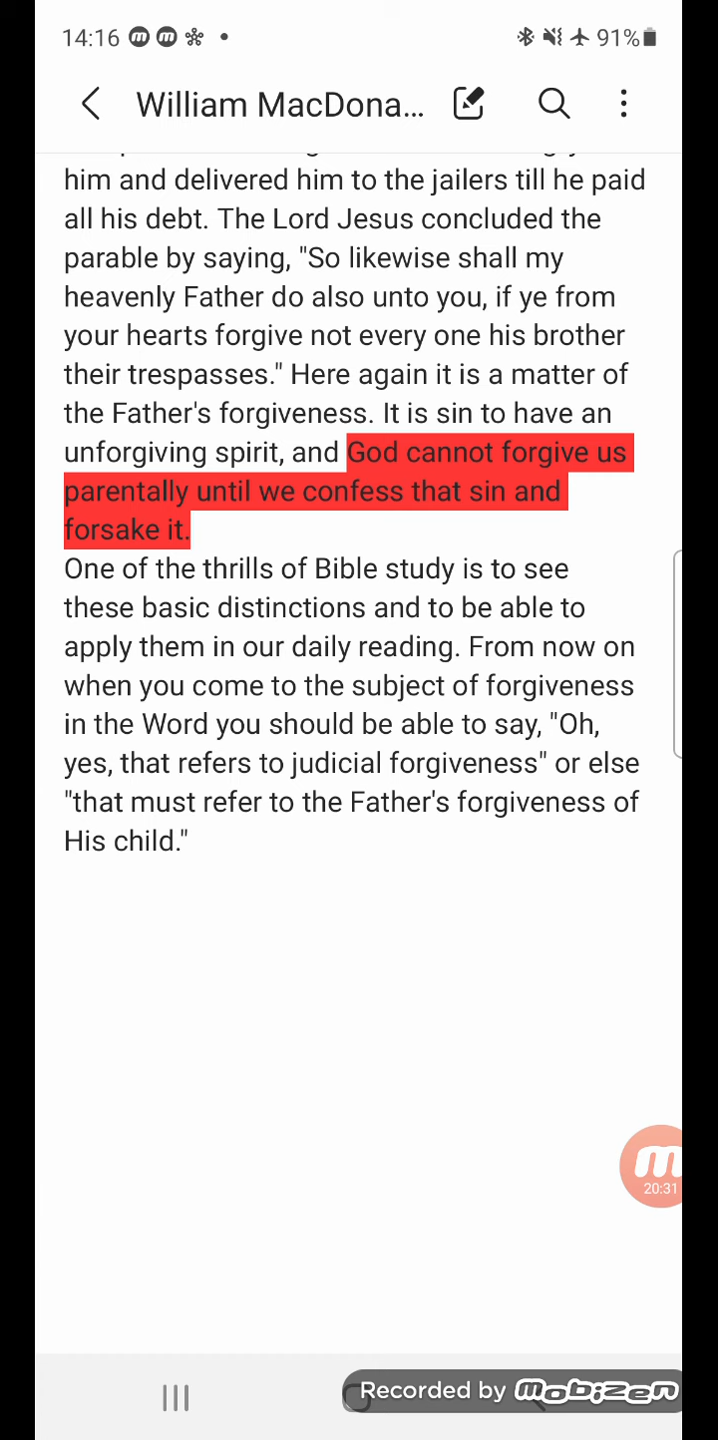 14:16 91%
William MacDona...
him and delivered him to the jailers till he paid
all his debt. The Lord Jesus concluded the
parable by saying, "So likewise shall my
heavenly Father do also unto you, if ye from
your hearts forgive not every one his brother
their trespasses." Here again it is a matter of
the Father's forgiveness. It is sin to have an
unforgiving spirit, and God cannot forgive us
parentally until we confess that sin and
forsake it.
One of the thrills of Bible study is to see
these basic distinctions and to be able to
apply them in our daily reading. From now on
when you come to the subject of forgiveness
in the Word you should be able to say, "Oh,
yes, that refers to judicial forgiveness" or else
"that must refer to the Father's forgiveness of
His child."
m
20:31
Recorded by mobizen